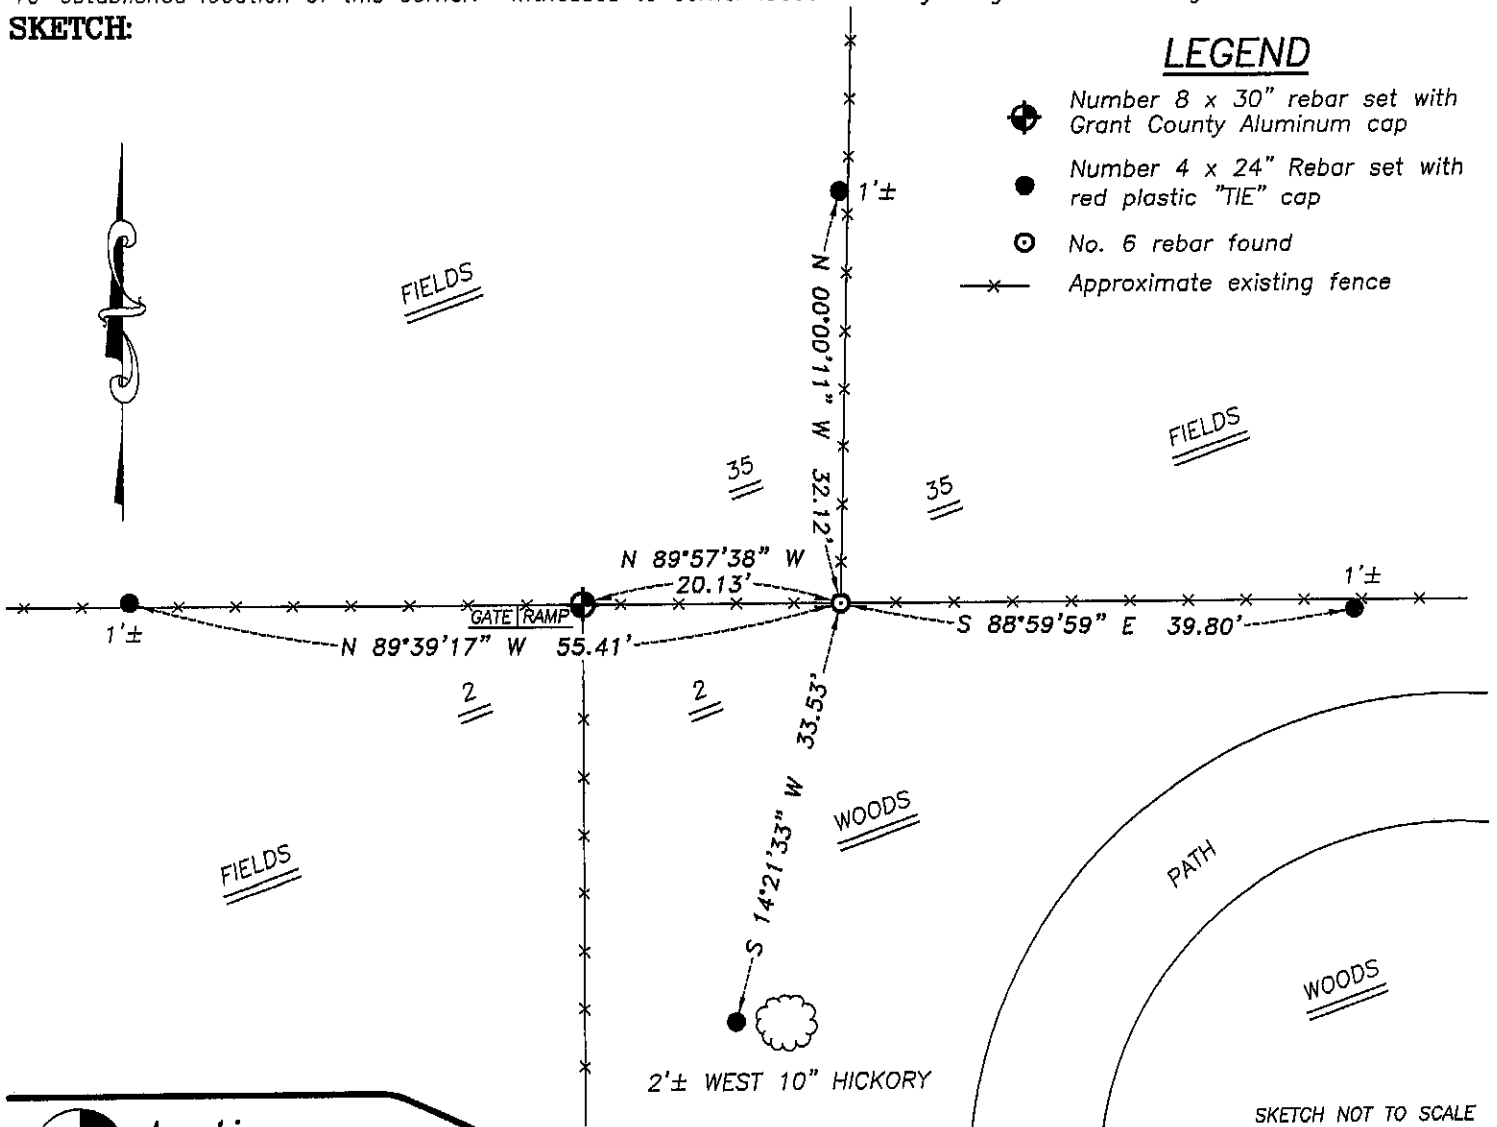 SKETCH:
LEGEND
Number 8 x 30" rebar set with
Grant County Aluminum cap
Number 4 x 24" Rebar set with
red plastic "TIE" cap
No. 6 rebar found
Approximate existing fence
1'±
FIELDS
N 00°00'11" W 32.12'
FIELDS
35
35
N 89°57'38" W
20.13'
1'±
GATE RAMP
S 88°59'59" E 39.80'
1'±
N 89°39'17" W 55.41'
2
2
S 14°21'33" W 33.53'
WOODS
FIELDS
PATH
WOODS
2'± WEST 10" HICKORY
SKETCH NOT TO SCALE